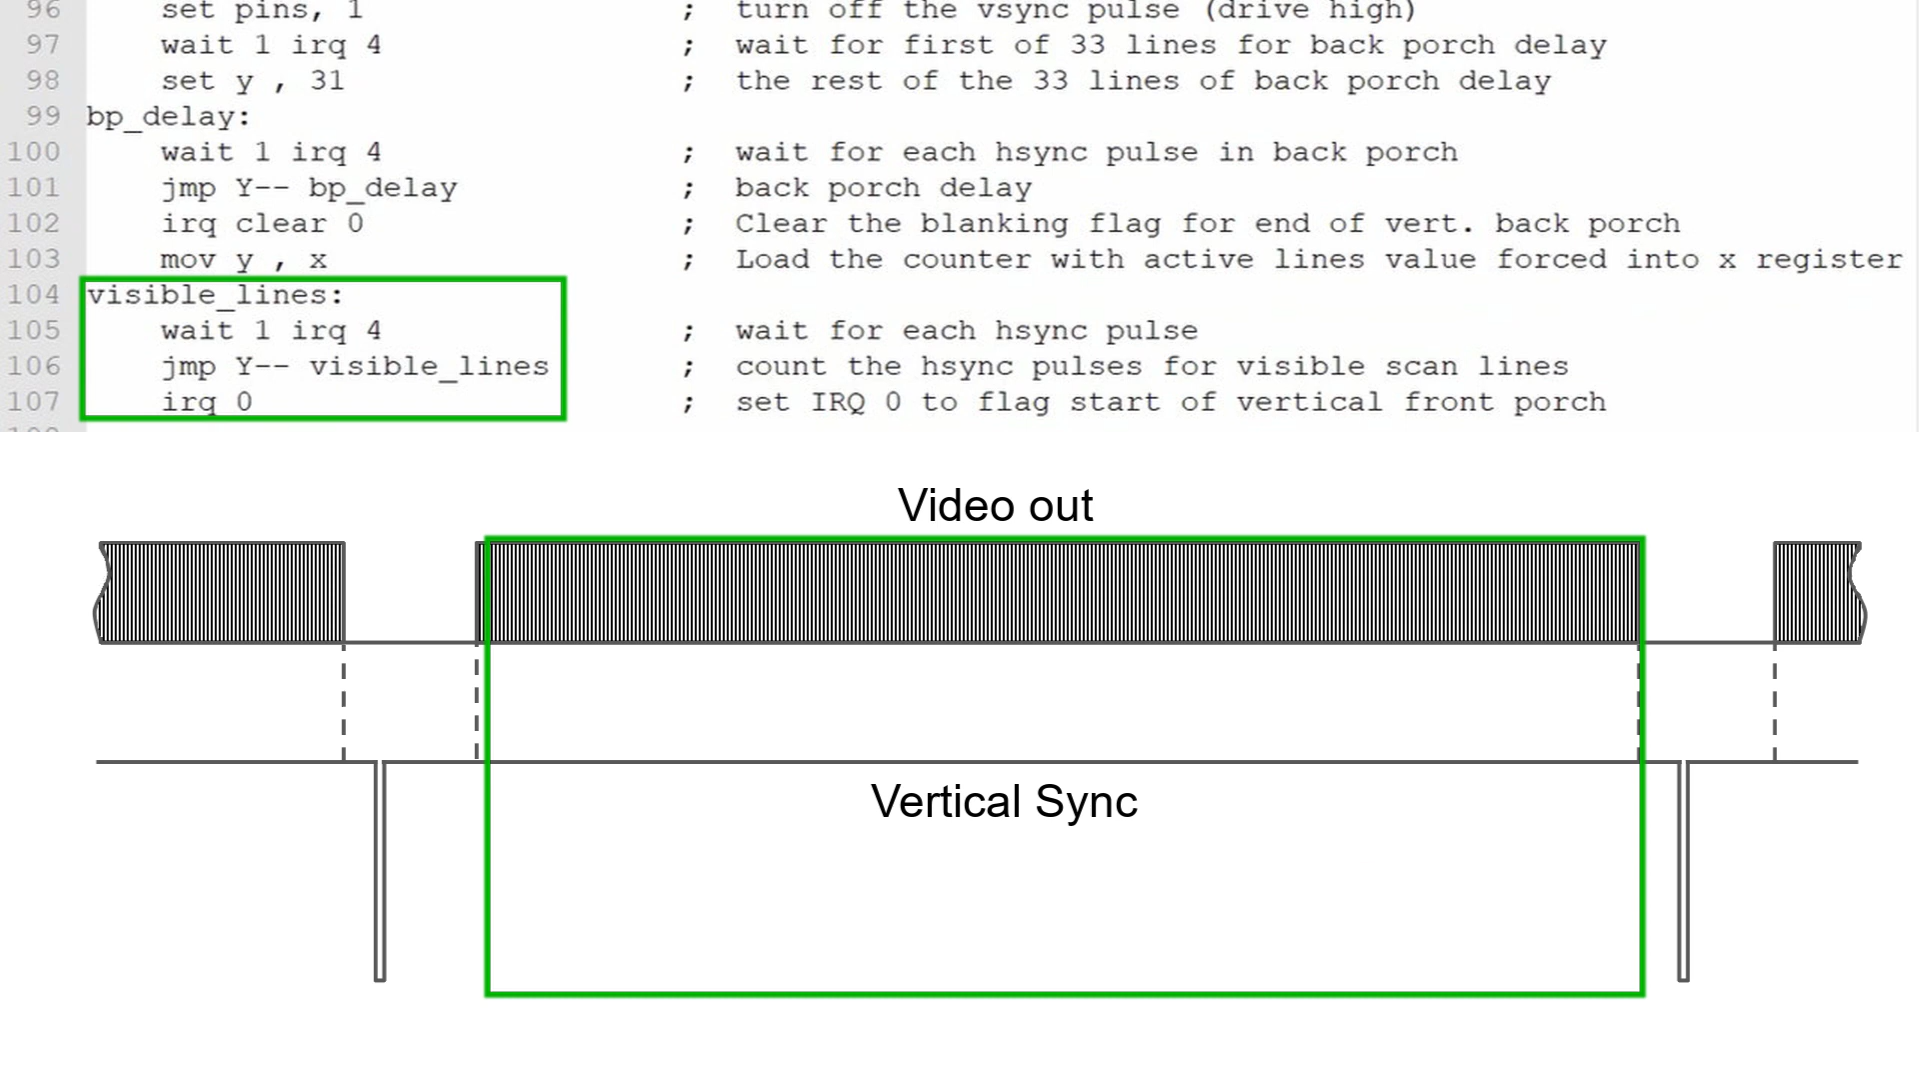 96 set pins, 1 ; turn off the vsync pulse (drive high)
97 wait 1 irq 4 ; wait for first of 33 lines for back porch delay
98 set y , 31 ; the rest of the 33 lines of back porch delay
99 bp_delay:
100 wait 1 irq 4 ; wait for each hsync pulse in back porch
101 jmp Y-- bp_delay ; back porch delay
102 irq clear 0 ; Clear the blanking flag for end of vert. back porch
103 mov y , x ; Load the counter with active lines value forced into x register
104 visible_lines:
105 wait 1 irq 4 ; wait for each hsync pulse
106 jmp Y-- visible_lines ; count the hsync pulses for visible scan lines
107 irq 0 ; set IRQ 0 to flag start of vertical front porch
Video out
Vertical Sync